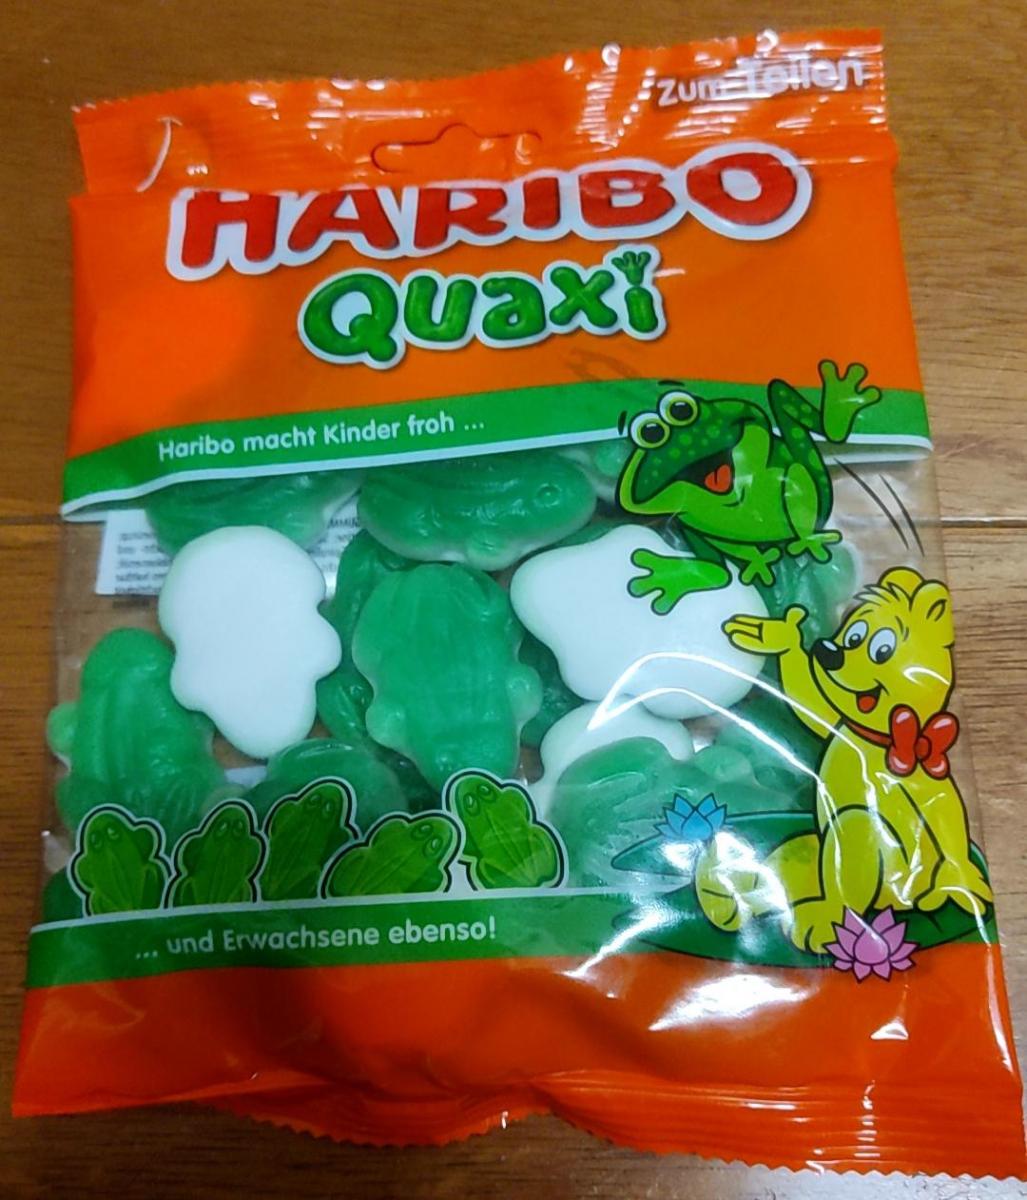 Zum Teilen
HARIBO
Quaxi
Haribo macht Kinder froh ...
... und Erwachsene ebenso!